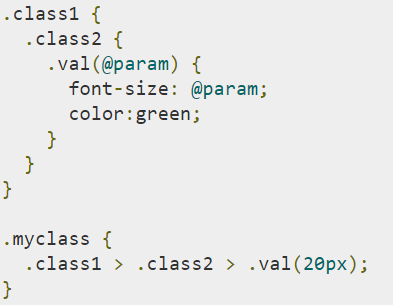 .class1 {
  .class2 {
    .val(@param) {
      font-size: @param;
      color:green;
    }
  }
}

.myclass {
  .class1 > .class2 > .val(20px);
}